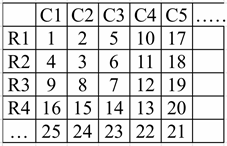 C1 C2 C3 C4 C5 .....
R1 1 2 5 10 17
R2 4 3 6 11 18
R3 9 8 7 12 19
R4 16 15 14 13 20
... 25 24 23 22 21